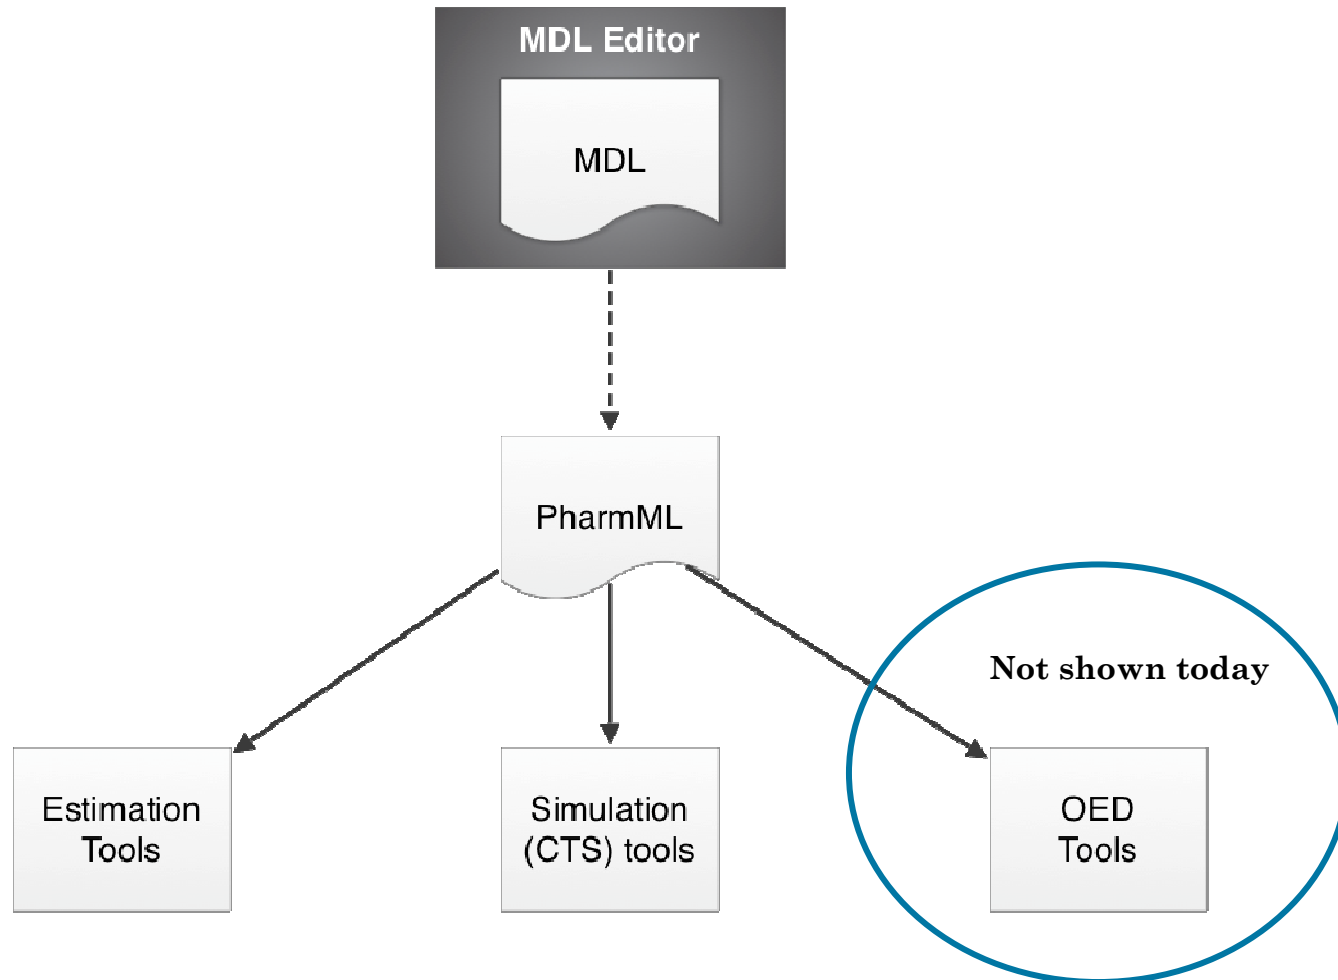 MDL Editor
MDL
PharmML
Not shown today
Estimation
Tools
Simulation
(CTS) tools
OED
Tools